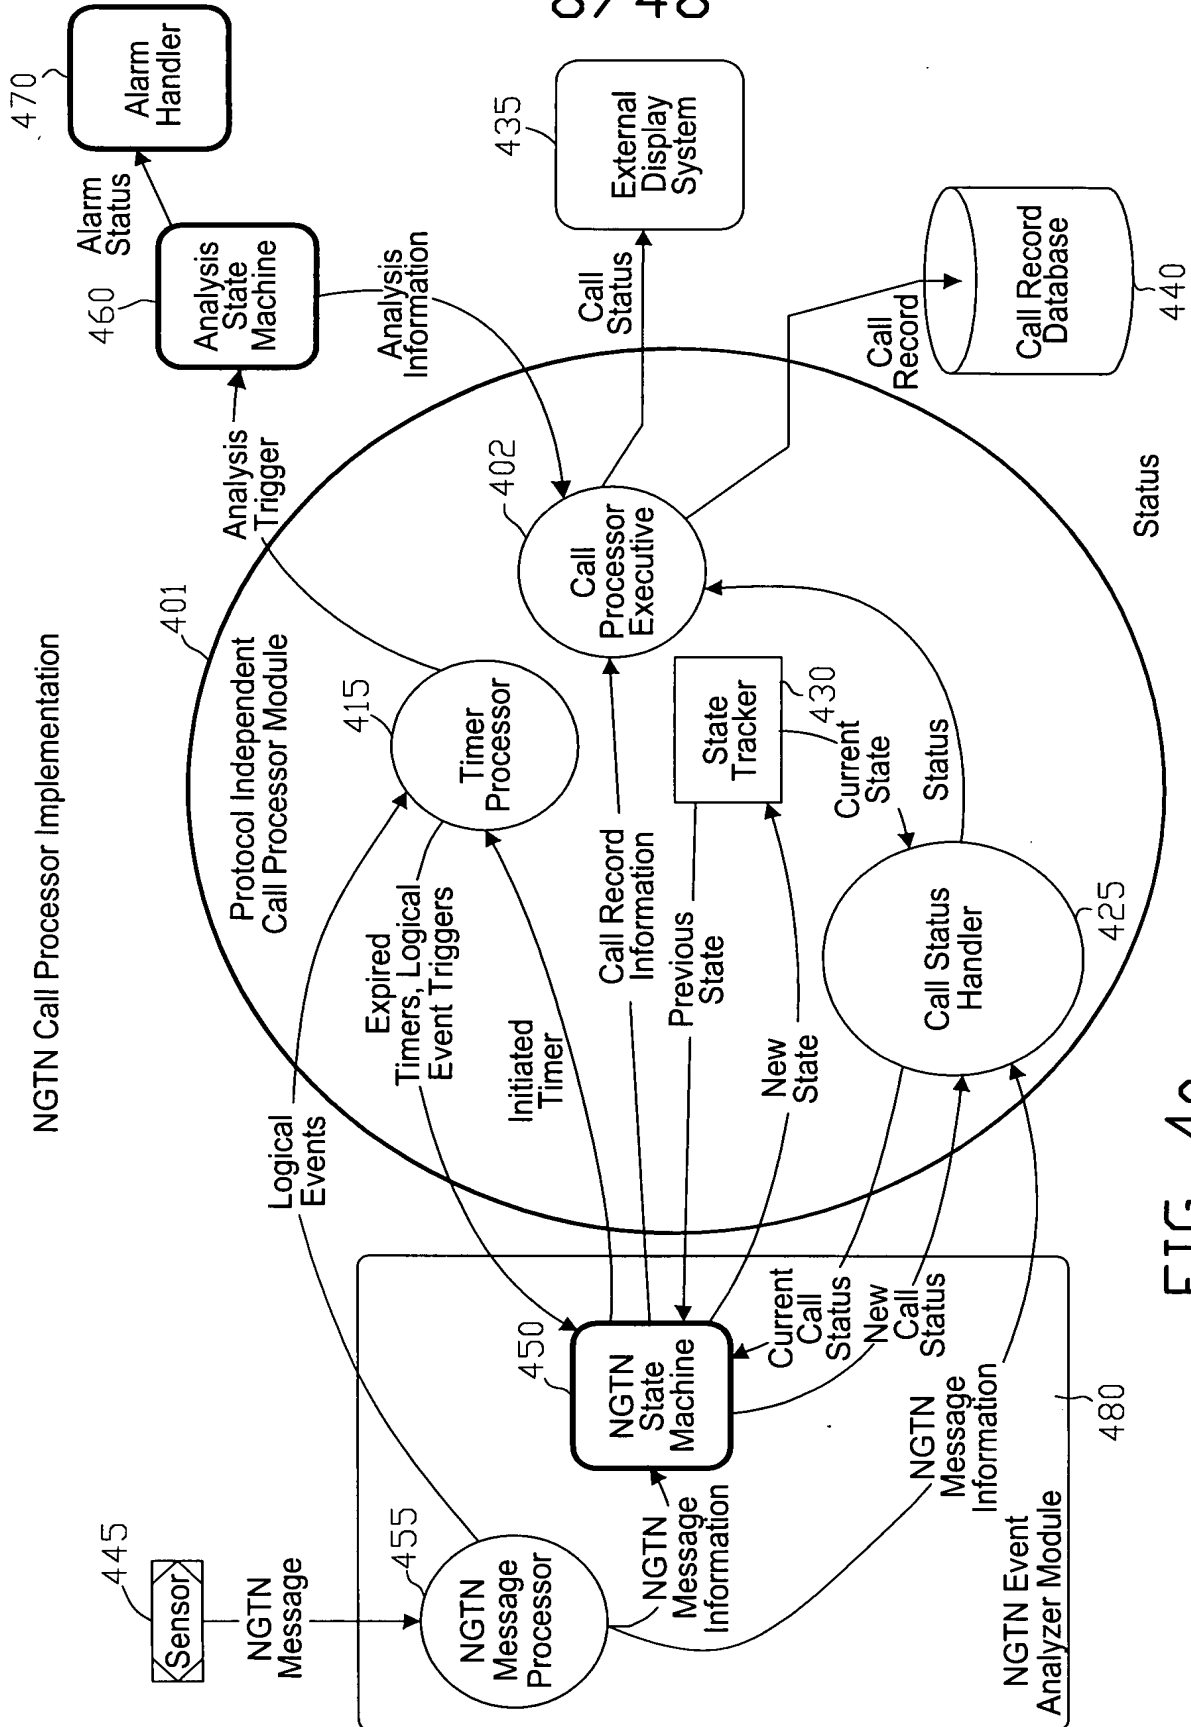 8/48
NGTN Call Processor Implementation
445
Sensor
NGTN
Message
455
NGTN
Message
Processor
NGTN
Message
Information
450
NGTN
State
Machine
NGTN
Message
Information
NGTN Event
Analyzer Module
480
Logical
Events
Expired
Timers, Logical
Event Triggers
Initiated
Timer
Call Record
Information
Previous
State
New
State
Current
Call
Status
New
Call
Status
401
Protocol Independent
Call Processor Module
415
Timer
Processor
402
Call
Processor
Executive
State
Tracker
430
Current
State
Status
Call Status
Handler
425
Analysis
Trigger
460
Analysis
State
Machine
Analysis
Information
Alarm
Status
470
Alarm
Handler
Call
Status
435
External
Display
System
Call
Record
Call Record
Database
440
Status